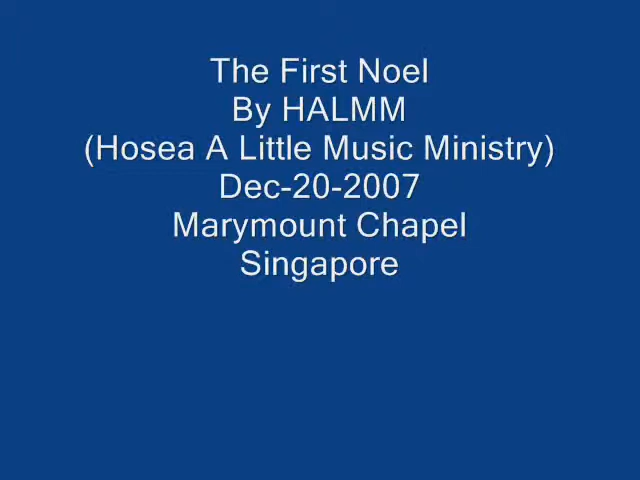 The First Noel
By HALMM
(Hosea A Little Music Ministry)
Dec-20-2007
Marymount Chapel
Singapore